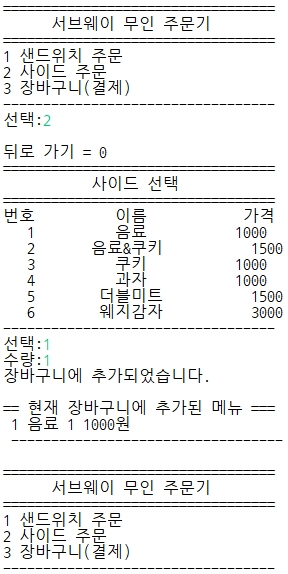 ==============================
서브웨이 무인 주문기
==============================
1 샌드위치 주문
2 사이드 주문
3 장바구니(결제)
------------------------------
선택:2
뒤로 가기 = 0
==============================
사이드 선택
==============================
번호 이름 가격
1 음료 1000
2 음료&쿠키 1500
3 쿠키 1000
4 과자 1000
5 더블미트 1500
6 웨지감자 3000
------------------------------
선택:1
수량:1
장바구니에 추가되었습니다.
== 현재 장바구니에 추가된 메뉴 ===
1 음료 1 1000원
------------------------------
==============================
서브웨이 무인 주문기
==============================
1 샌드위치 주문
2 사이드 주문
3 장바구니(결제)
------------------------------